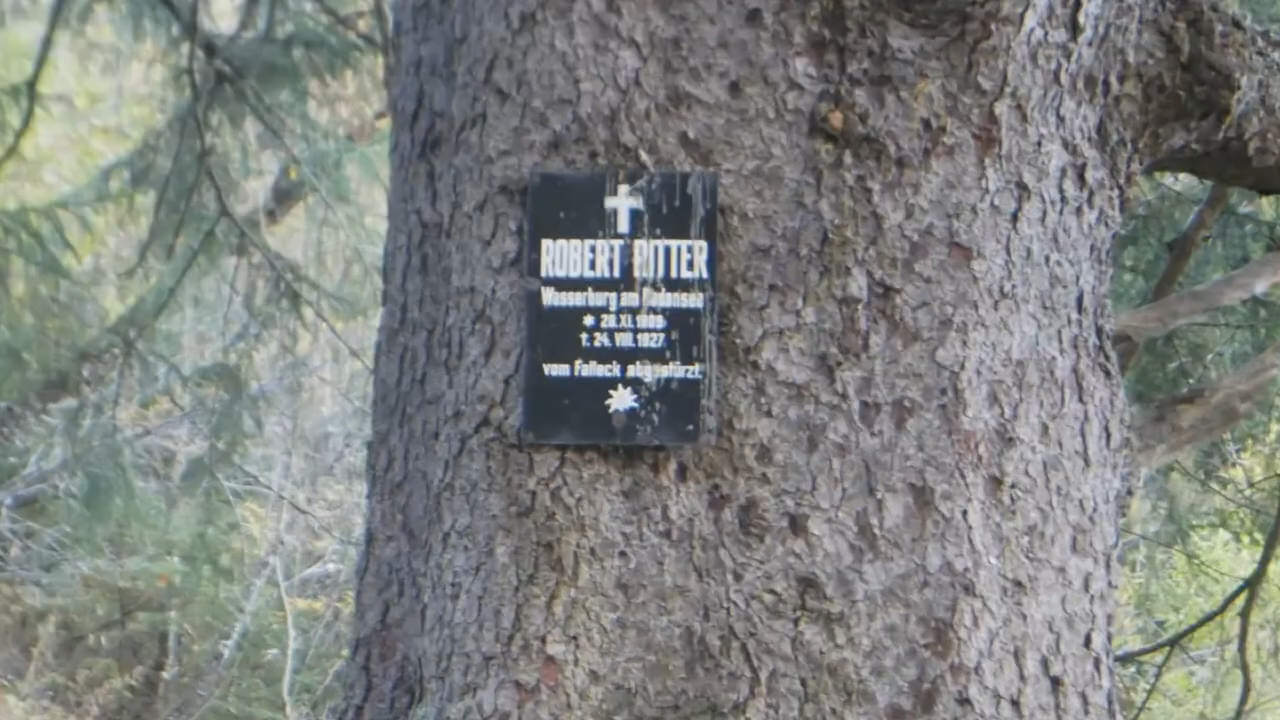 ROBERT RITTER
Wasserburg am Bodensee
* 28.XI.1909
†. 24. VIII. 1927
vom Falleck abgestürzt.